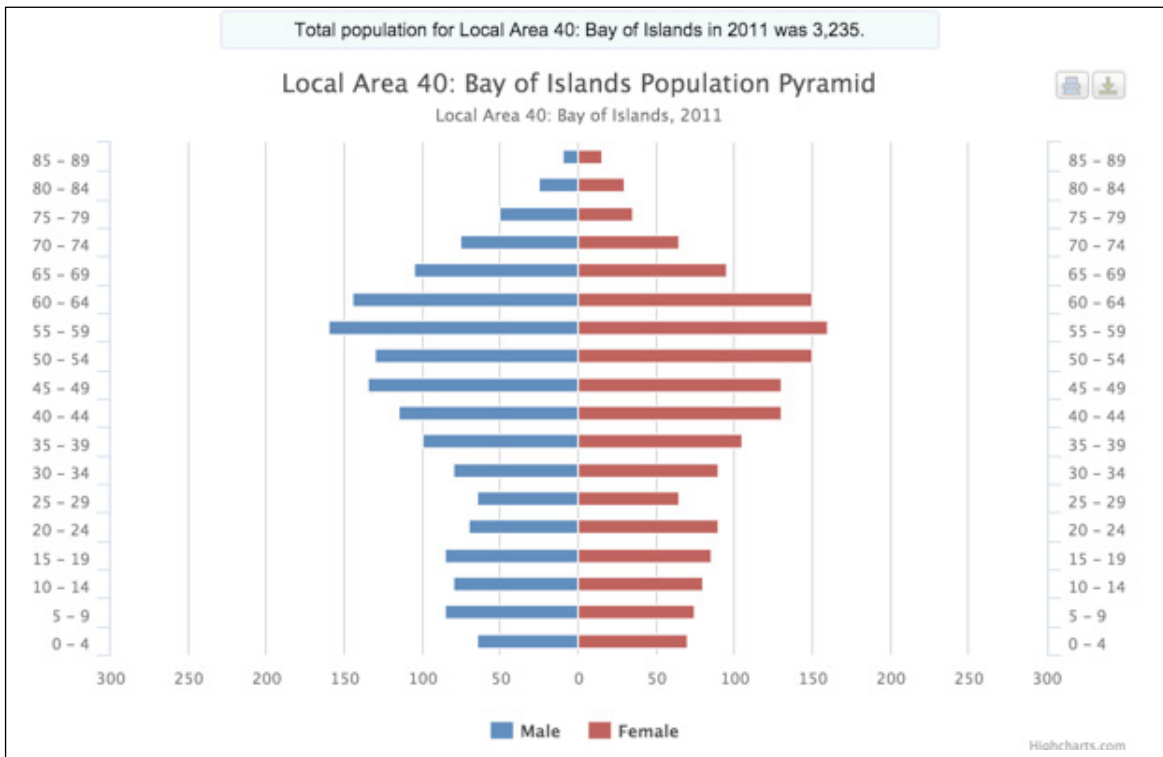 Total population for Local Area 40: Bay of Islands in 2011 was 3,235.
Local Area 40: Bay of Islands Population Pyramid
Local Area 40: Bay of Islands, 2011
85 – 89 85 – 89
80 – 84 80 – 84
75 – 79 75 – 79
70 – 74 70 – 74
65 – 69 65 – 69
60 – 64 60 – 64
55 – 59 55 – 59
50 – 54 50 – 54
45 – 49 45 – 49
40 – 44 40 – 44
35 – 39 35 – 39
30 – 34 30 – 34
25 – 29 25 – 29
20 – 24 20 – 24
15 – 19 15 – 19
10 – 14 10 – 14
5 – 9 5 – 9
0 – 4 0 – 4
300 250 200 150 100 50 0 50 100 150 200 250 300
Male Female
Highcharts.com